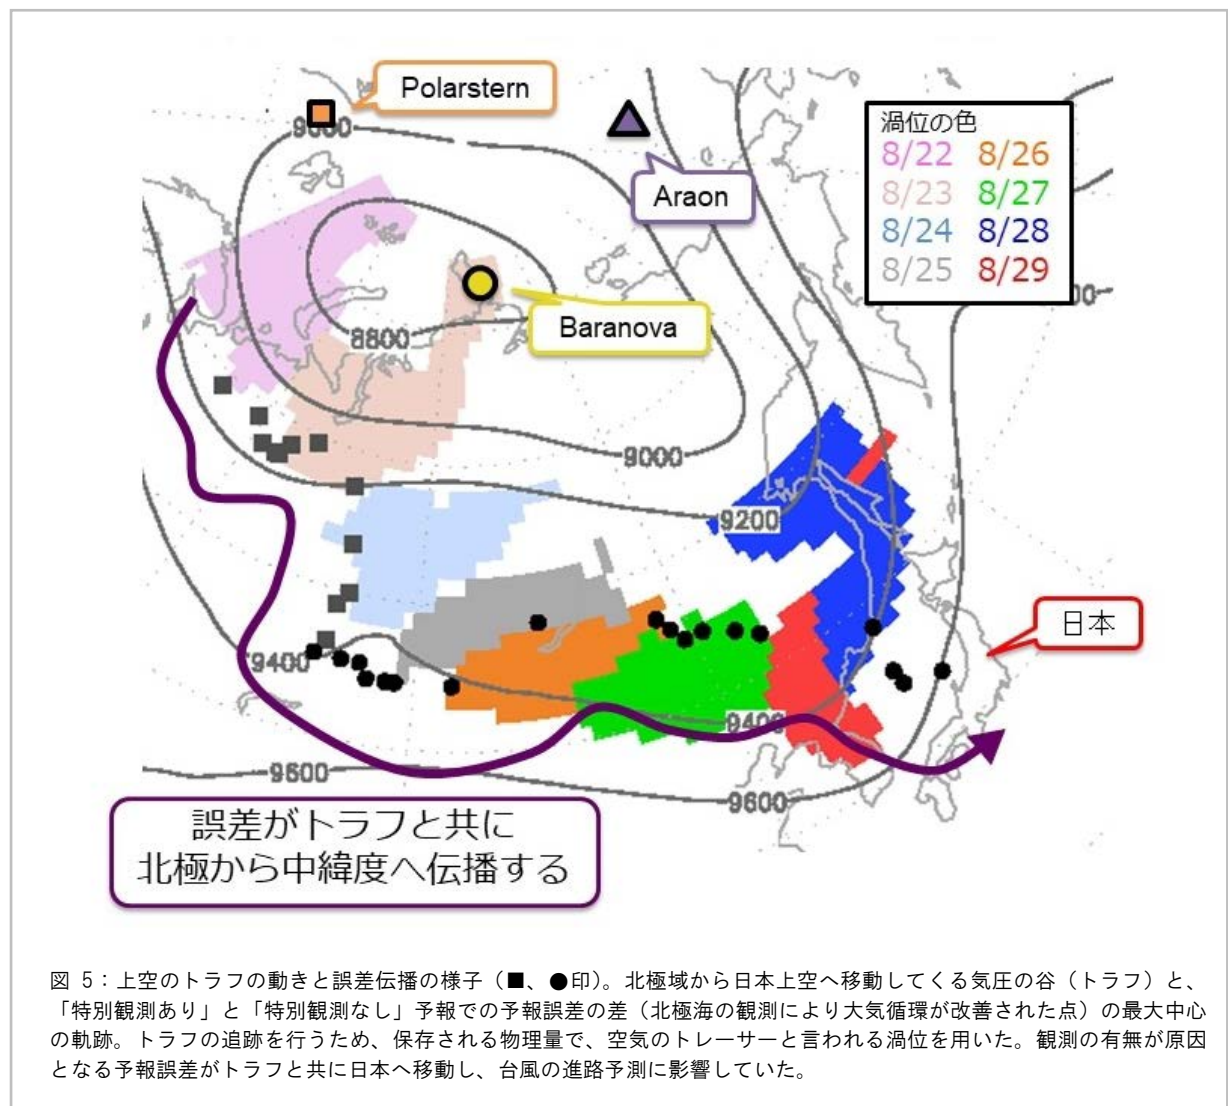 Polarstern
9000
Araon
渦位の色
8/22 8/26
8/23 8/27
8/24 8/28
8/25 8/29
Baranova
8800
9000
9200
日本
9400
9400
9600
9600
誤差がトラフと共に
北極から中緯度へ伝播する
図 5：上空のトラフの動きと誤差伝播の様子（■、●印）。北極域から日本上空へ移動してくる気圧の谷（トラフ）と、
「特別観測あり」と「特別観測なし」予報での予報誤差の差（北極海の観測により大気循環が改善された点）の最大中心
の軌跡。トラフの追跡を行うため、保存される物理量で、空気のトレーサーと言われる渦位を用いた。観測の有無が原因
となる予報誤差がトラフと共に日本へ移動し、台風の進路予測に影響していた。